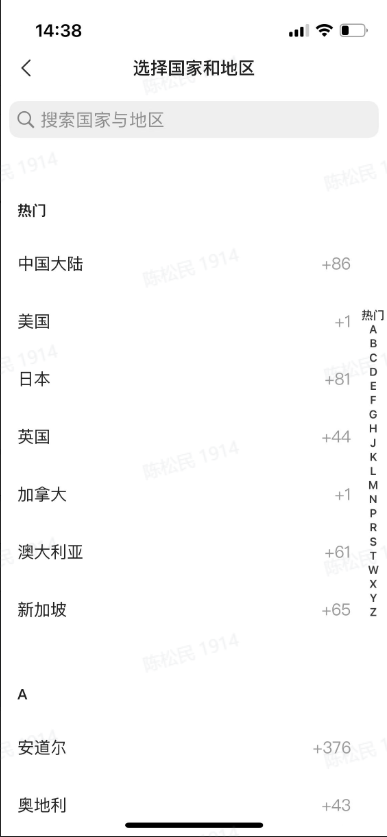 14:38
选择国家和地区
搜索国家与地区
热门
中国大陆 +86
美国 +1
日本 +81
英国 +44
加拿大 +1
澳大利亚 +61
新加坡 +65
A
安道尔 +376
奥地利 +43
热门
A
B
C
D
E
F
G
H
J
K
L
M
N
P
R
S
T
W
X
Y
Z
陈松民 1914